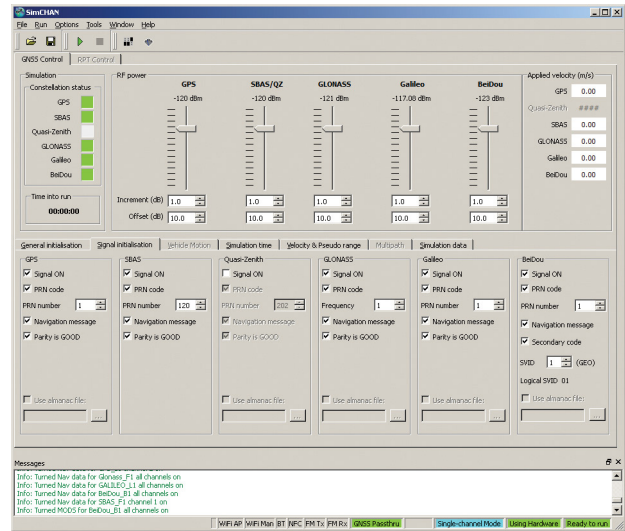 SimCHAN
File Run Options Tools Window Help
GNSS Control RPT Control
Simulation
Constellation status
GPS
SBAS
Quasi-Zenith
GLONASS
Galileo
BeiDou
Time into run
00:00:00
RF power
GPS SBAS/QZ GLONASS Galileo BeiDou
-120 dBm -120 dBm -121 dBm -117.08 dBm -123 dBm
Increment (dB) 1.0 1.0 1.0 1.0 1.0
Offset (dB) 10.0 10.0 10.0 10.0 10.0
Applied velocity (m/s)
GPS 0.00
Quasi-Zenith ####
SBAS 0.00
GLONASS 0.00
Galileo 0.00
BeiDou 0.00
General initialisation Signal initialisation Vehicle Motion Simulation time Velocity & Pseudo range Multipath Simulation data
GPS
Signal ON
PRN code
PRN number 1
Navigation message
Parity is GOOD
Use almanac file:
...
SBAS
Signal ON
PRN code
PRN number 120
Navigation message
Parity is GOOD
Quasi-Zenith
Signal ON
PRN code
PRN number 202
Navigation message
Parity is GOOD
Use almanac file:
...
GLONASS
Signal ON
PRN code
Frequency 1
Navigation message
Parity is GOOD
Use almanac file:
...
Galileo
Signal ON
PRN code
PRN number 1
Navigation message
Parity is GOOD
Use almanac file:
...
BeiDou
Signal ON
PRN code
PRN number 1
Navigation message
Secondary code
SVID 1 (GEO)
Logical SVID 01
Use almanac file:
...
Messages
Info: Turned Nav data for Glonass_F1 all channels on
Info: Turned Nav data for GALILEO_L1 all channels on
Info: Turned Nav data for BeiDou_B1 all channels on
Info: Turned Nav data for SBAS_F1 channel 1 on
Info: Turned MODS for BeiDou_B1 all channels on
WiFi AP WiFi Man BT NFC FM Tx FM Rx GNSS Passthru Single-channel Mode Using Hardware Ready to run